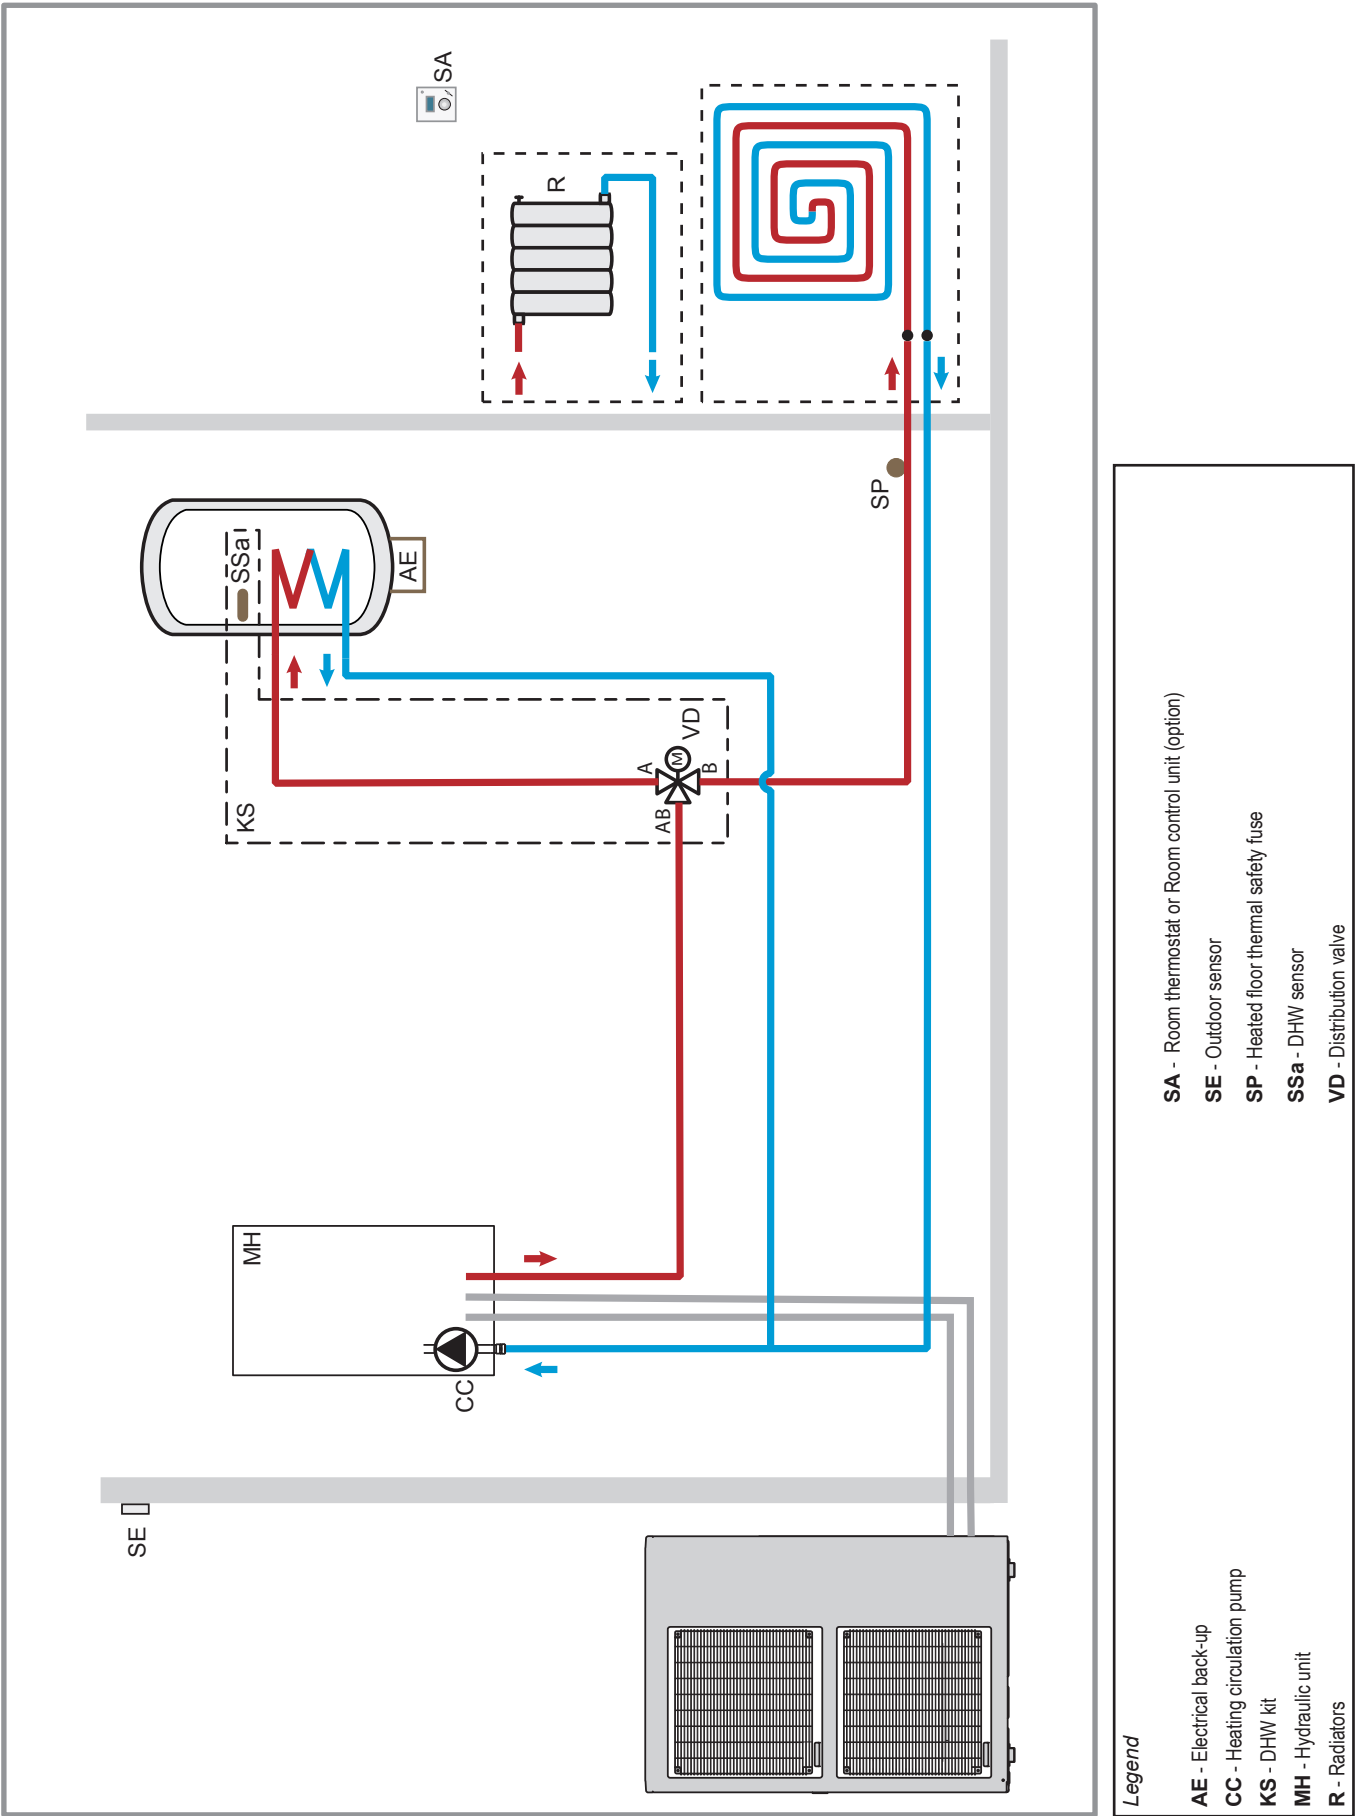 SE
CC
MH
KS
AB
A
M
B
VD
SSa
AE
SP
R
SA
Legend
AE - Electrical back-up
CC - Heating circulation pump
KS - DHW kit
MH - Hydraulic unit
R - Radiators
SA - Room thermostat or Room control unit (option)
SE - Outdoor sensor
SP - Heated floor thermal safety fuse
SSa - DHW sensor
VD - Distribution valve